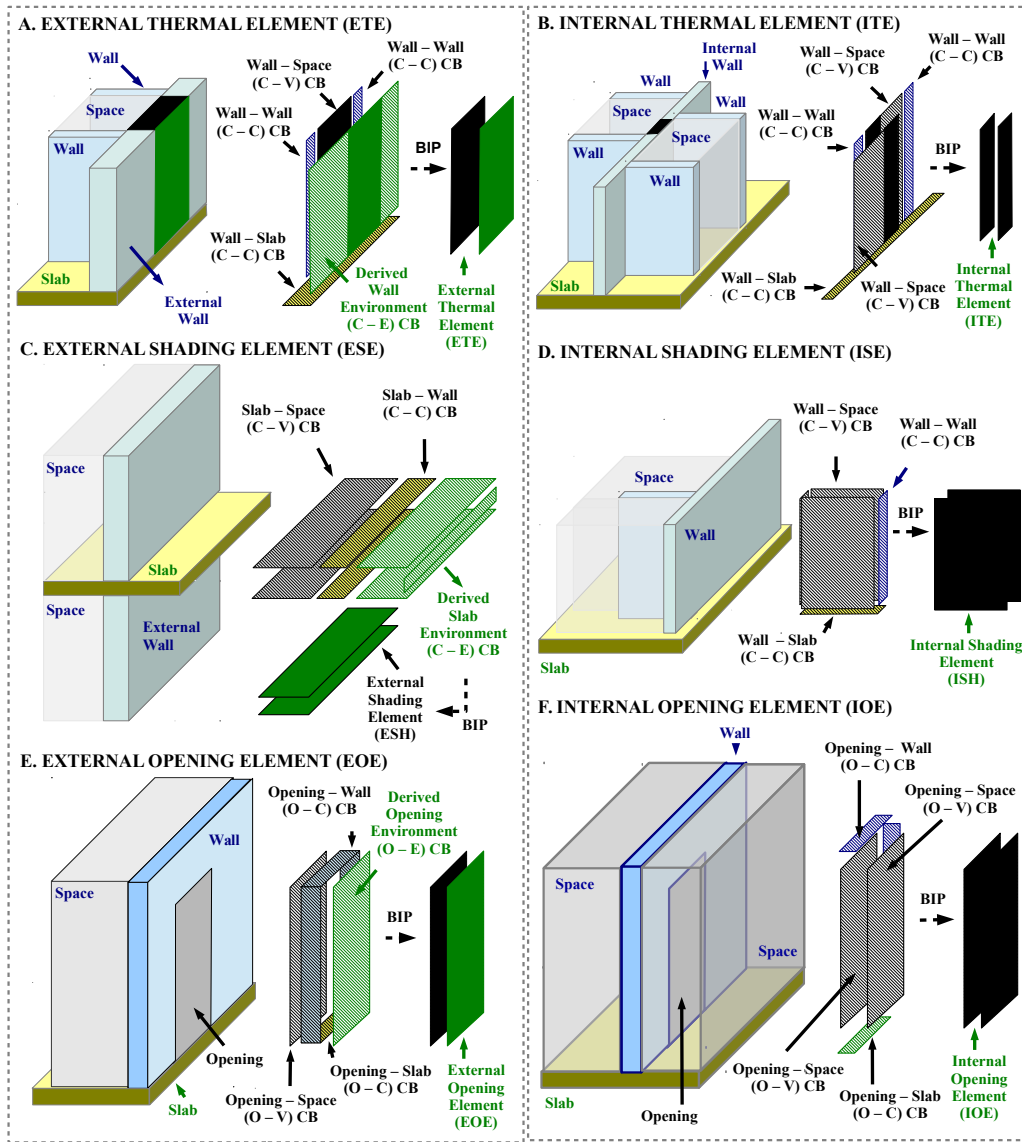 A. EXTERNAL THERMAL ELEMENT (ETE)
Wall
Wall – Space
(C – V) CB
Wall – Wall
(C – C) CB
Space
Wall – Wall
(C – C) CB
Wall
BIP
Wall – Slab
(C – C) CB
Slab
External
Wall
Derived
Wall
Environment
(C – E) CB
External
Thermal
Element
(ETE)
B. INTERNAL THERMAL ELEMENT (ITE)
Internal
Wall
Wall
Wall
Wall – Space
(C – V) CB
Wall – Wall
(C – C) CB
Space
Space
Wall – Wall
(C – C) CB
Wall
Wall
BIP
Slab
Wall – Slab
(C – C) CB
Wall – Space
(C – V) CB
Internal
Thermal
Element
(ITE)
C. EXTERNAL SHADING ELEMENT (ESE)
Slab – Space
(C – V) CB
Slab – Wall
(C – C) CB
Space
Slab
Space
External
Wall
Derived
Slab
Environment
(C – E) CB
External
Shading
Element
(ESH)
BIP
D. INTERNAL SHADING ELEMENT (ISE)
Wall – Space
(C – V) CB
Wall – Wall
(C – C) CB
Space
Wall
BIP
Wall – Slab
(C – C) CB
Slab
Internal Shading
Element
(ISH)
E. EXTERNAL OPENING ELEMENT (EOE)
Opening – Wall
(O – C) CB
Derived
Opening
Environment
(O – E) CB
Wall
Space
BIP
Opening
Slab
Opening – Space
(O – V) CB
Opening – Slab
(O – C) CB
External
Opening
Element
(EOE)
F. INTERNAL OPENING ELEMENT (IOE)
Wall
Opening – Wall
(O – C) CB
Opening – Space
(O – V) CB
Space
Space
BIP
Slab
Opening
Opening – Space
(O – V) CB
Opening – Slab
(O – C) CB
Internal
Opening
Element
(IOE)